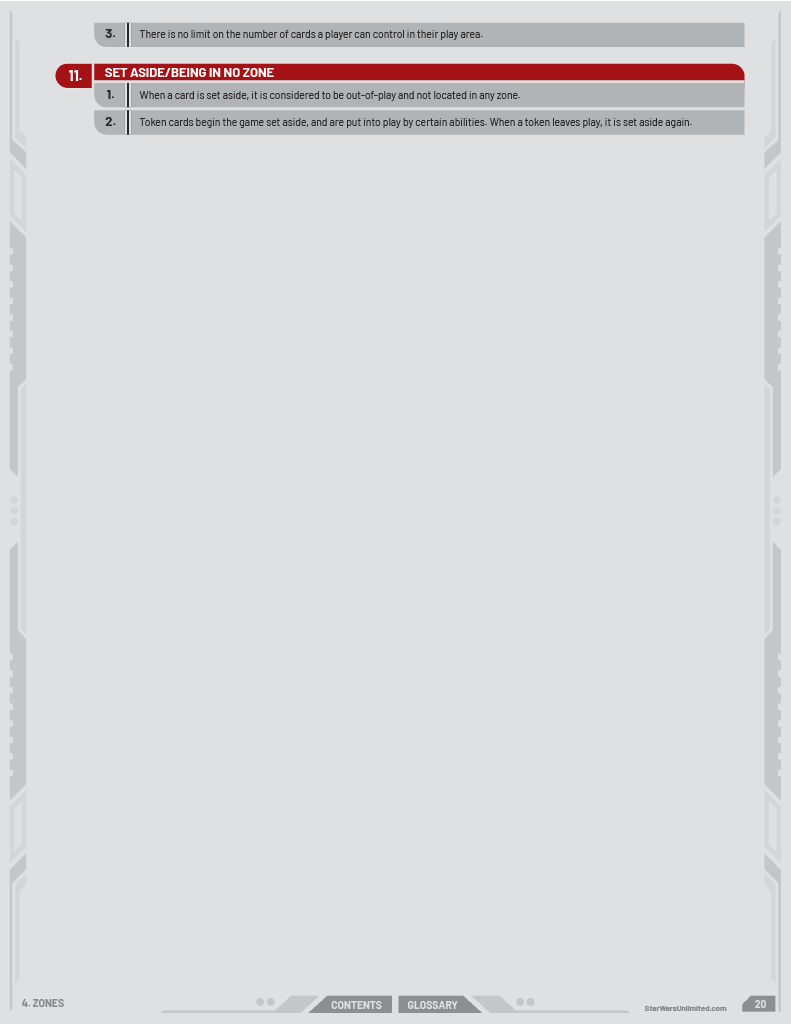 3. There is no limit on the number of cards a player can control in their play area.
11. SET ASIDE/BEING IN NO ZONE
1. When a card is set aside, it is considered to be out-of-play and not located in any zone.
2. Token cards begin the game set aside, and are put into play by certain abilities. When a token leaves play, it is set aside again.
4. ZONES
CONTENTS
GLOSSARY
StarWarsUnlimited.com
20